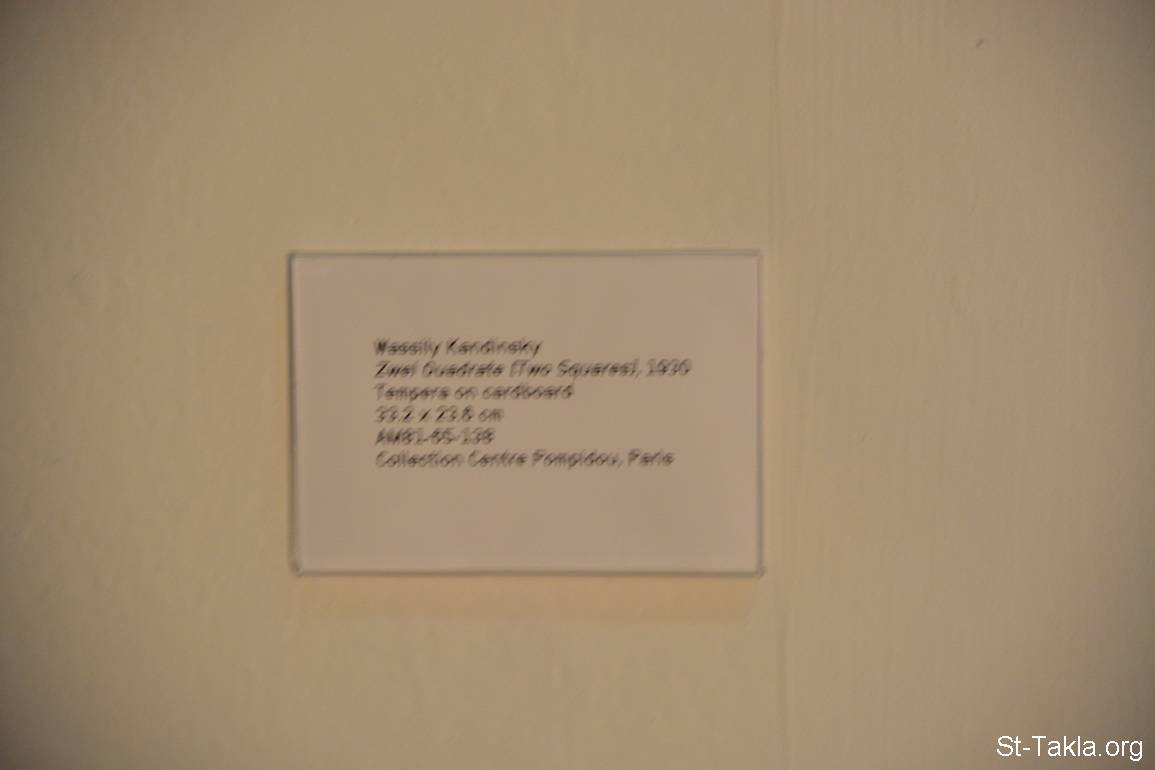 Wassily Kandinsky
Zwei Quadrate (Two Squares), 1930
Tempera on cardboard
33.2 x 23.6 cm
AM81-65-138
Collection Centre Pompidou, Paris
St-Takla.org